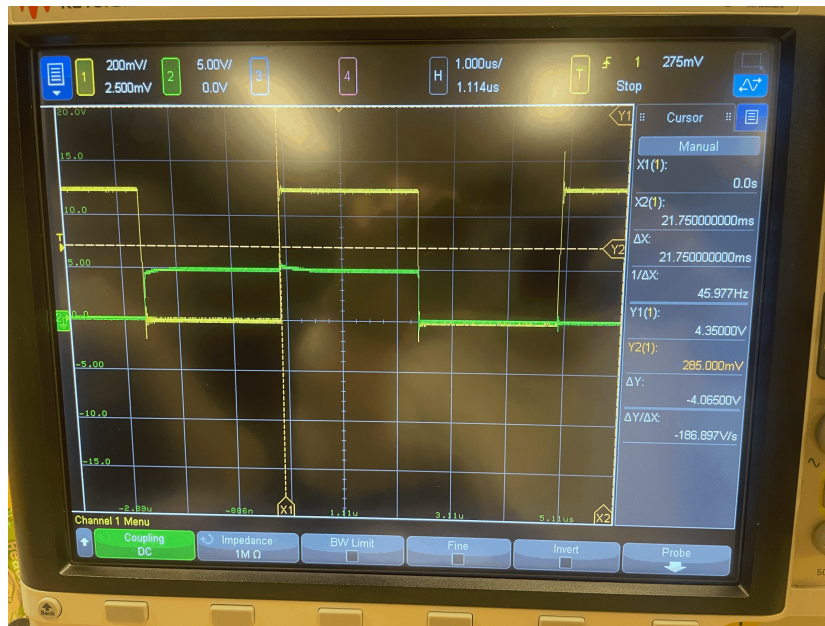 1 200mV/ 2 5.00V/ 3 4 H 1.000us/ T 1 275mV
2.500mV 0.0V 1.114us Stop
20.0V
15.0
10.0
5.00
0.0
-5.00
-10.0
-15.0
-2.89u -886n 1.11u 3.11u 5.11us
Y1
Y2
X1
X2
T
2
Cursor
Manual
X1(1):
0.0s
X2(1):
21.750000000ms
ΔX:
21.750000000ms
1/ΔX:
45.977Hz
Y1(1):
4.35000V
Y2(1):
285.000mV
ΔY:
-4.06500V
ΔY/ΔX:
-186.897V/s
Channel 1 Menu
Coupling
DC
Impedance
1M Ω
BW Limit
Fine
Invert
Probe
Back